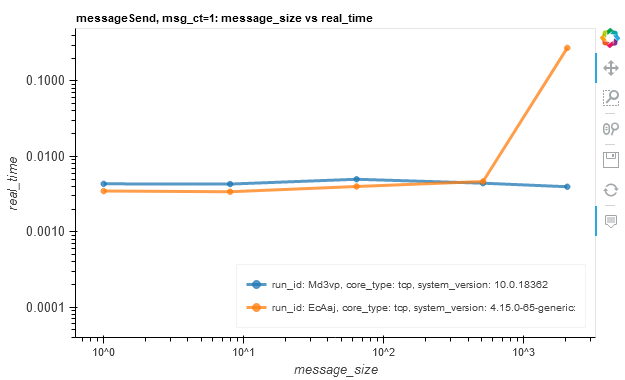 messageSend, msg_ct=1: message_size vs real_time
0.1000
0.0100
0.0010
0.0001
real_time
run_id: Md3vp, core_type: tcp, system_version: 10.0.18362
run_id: EcAaj, core_type: tcp, system_version: 4.15.0-65-generic
10^0
10^1
10^2
10^3
message_size